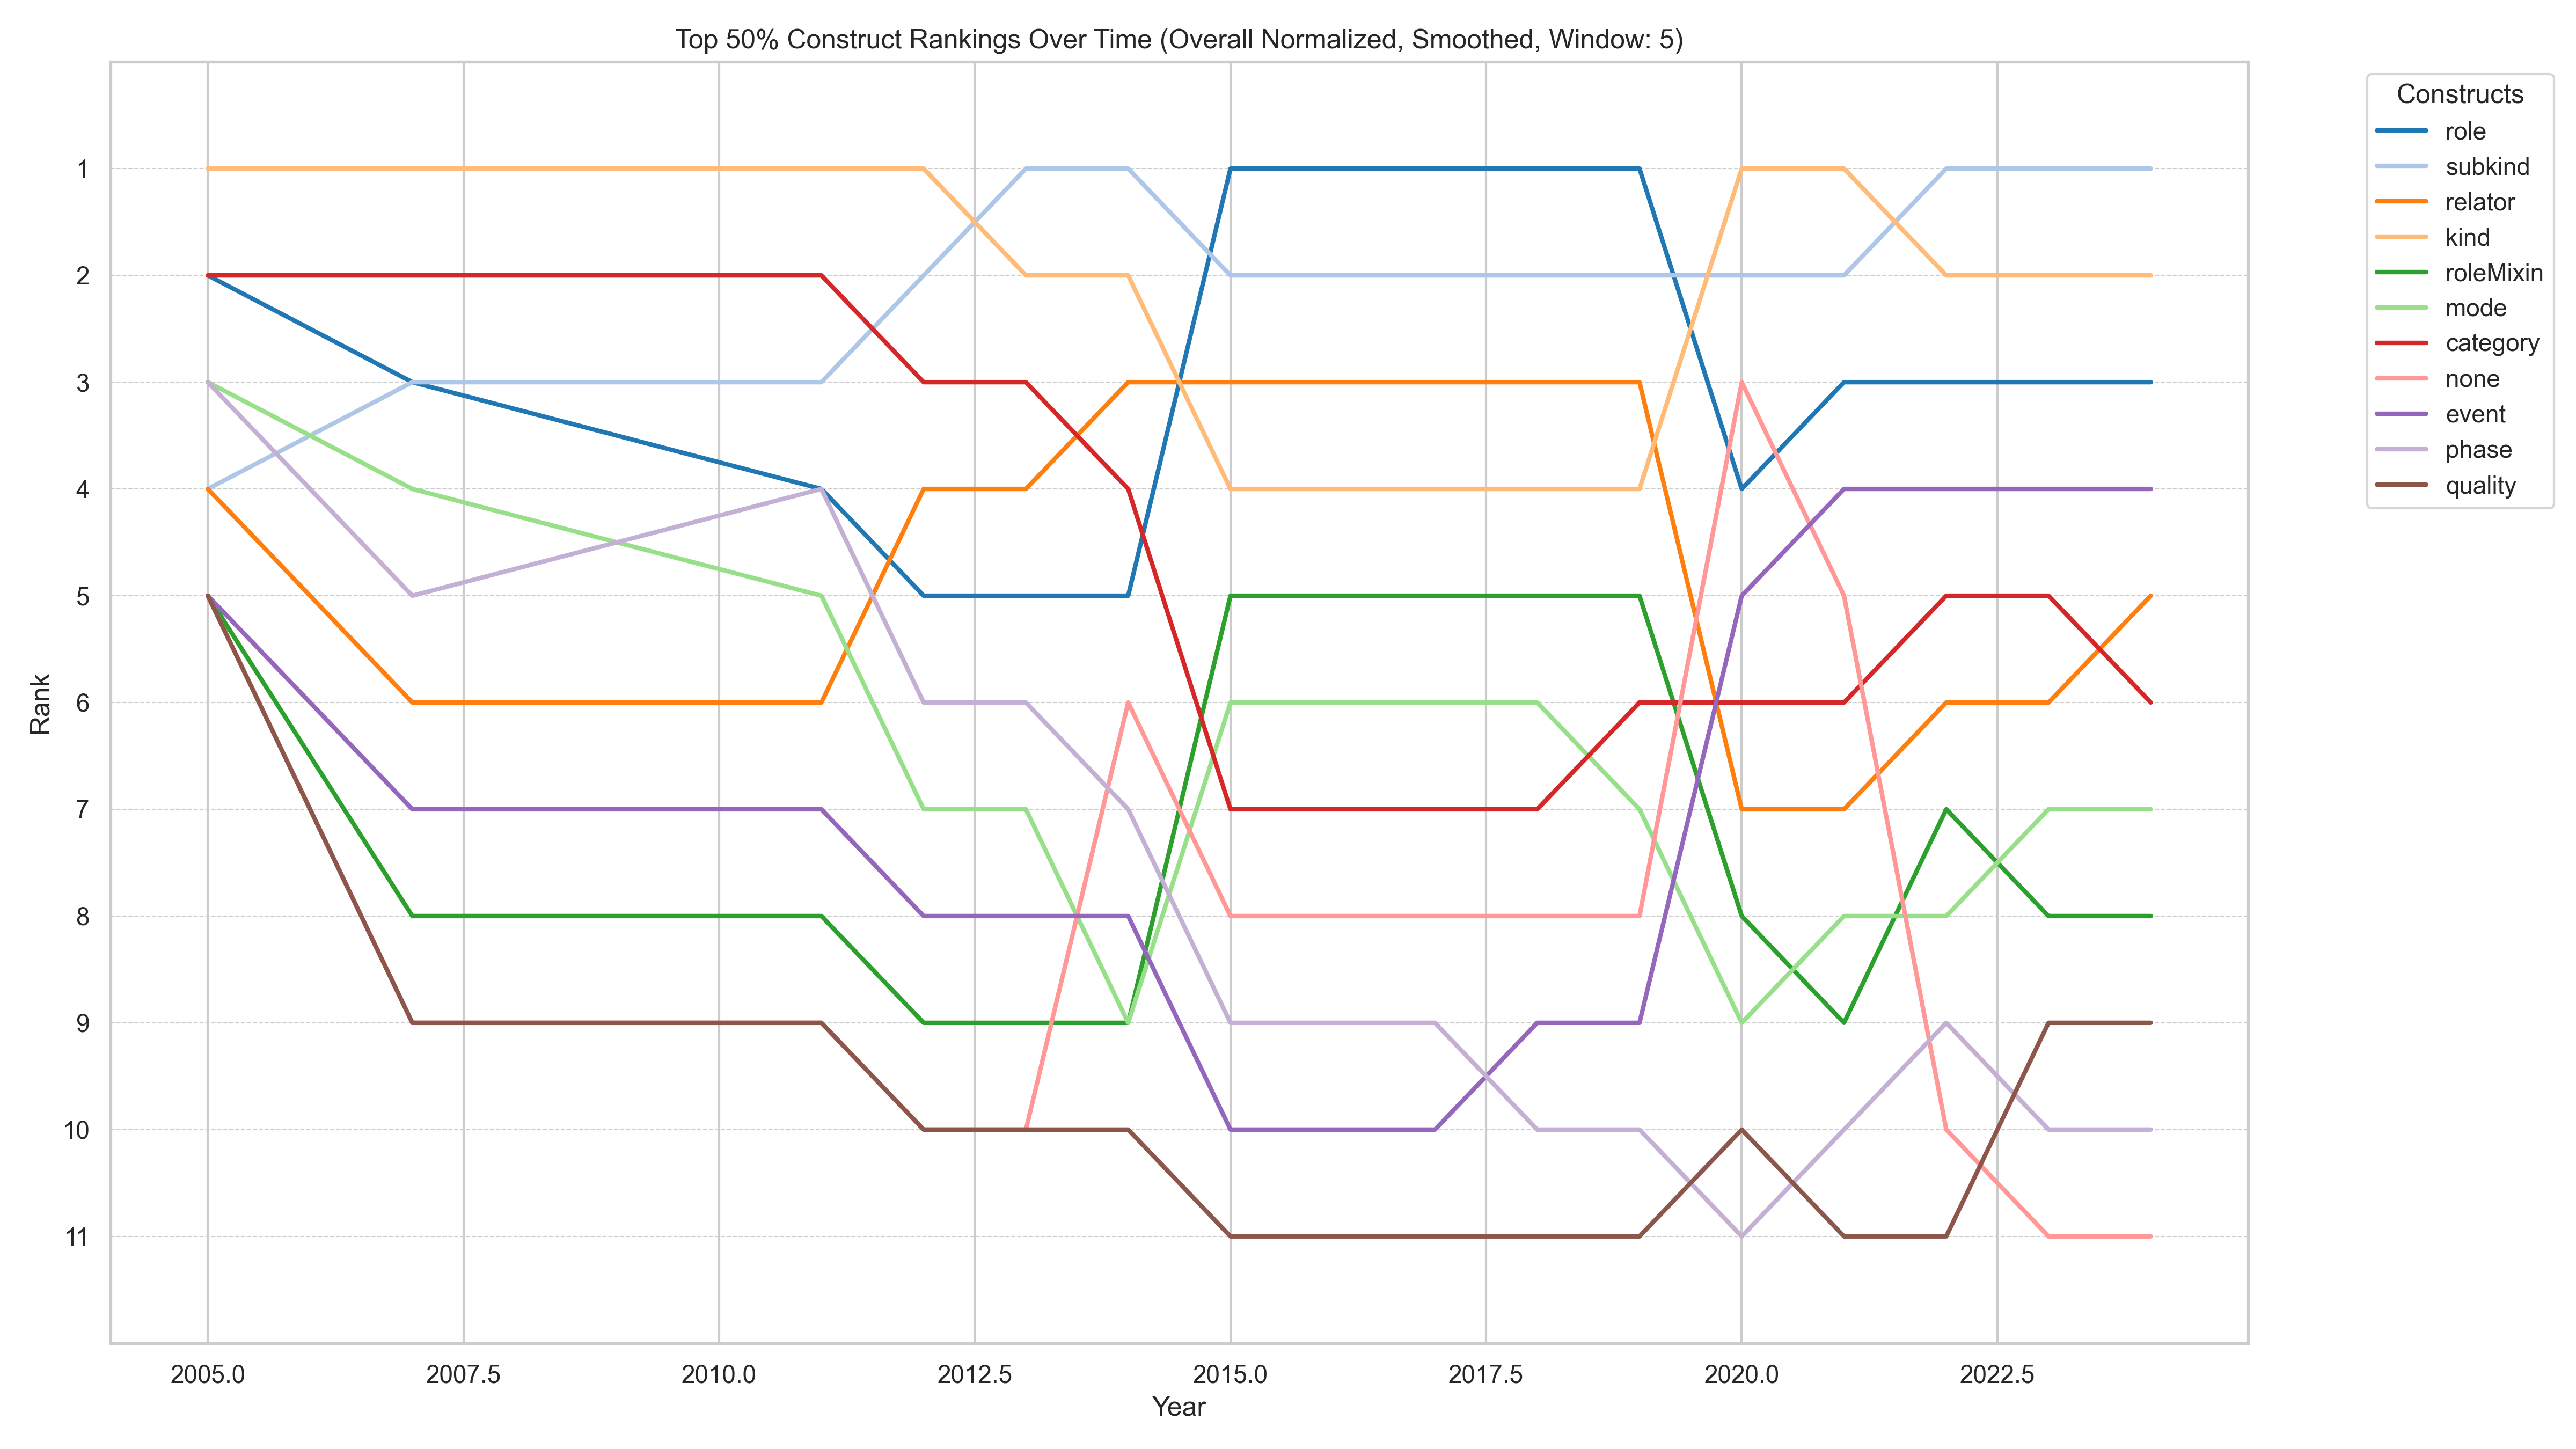 Top 50% Construct Rankings Over Time (Overall Normalized, Smoothed, Window: 5)
Constructs
role
subkind
relator
kind
roleMixin
mode
category
none
event
phase
quality
Rank
1
2
3
4
5
6
7
8
9
10
11
2005.0 2007.5 2010.0 2012.5 2015.0 2017.5 2020.0 2022.5
Year